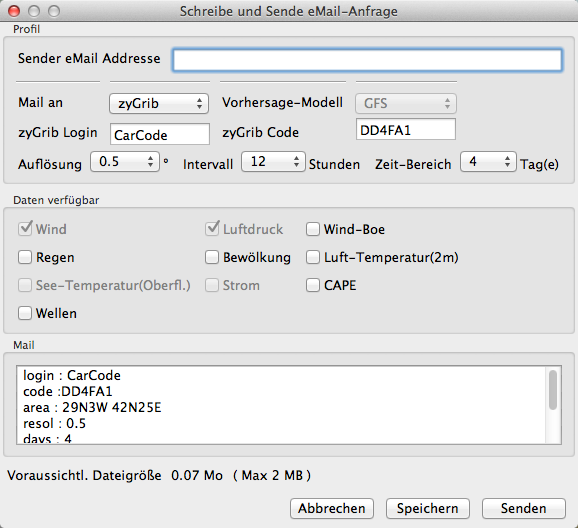 Schreibe und Sende eMail-Anfrage
Profil
Sender eMail Addresse
Mail an zyGrib Vorhersage-Modell GFS
zyGrib Login CarCode zyGrib Code DD4FA1
Auflösung 0.5 ° Intervall 12 Stunden Zeit-Bereich 4 Tag(e)
Daten verfügbar
Wind Luftdruck Wind-Boe
Regen Bewölkung Luft-Temperatur(2m)
See-Temperatur(Oberfl.) Strom CAPE
Wellen
Mail
login : CarCode
code :DD4FA1
area : 29N3W 42N25E
resol : 0.5
days : 4
Voraussichtl. Dateigröße 0.07 Mo ( Max 2 MB )
Abbrechen Speichern Senden